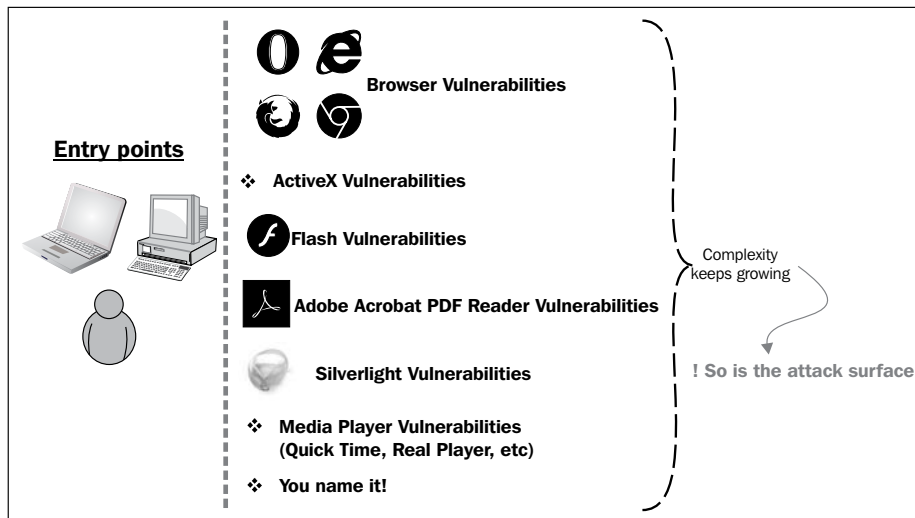 Entry points
Browser Vulnerabilities
❖ ActiveX Vulnerabilities
Flash Vulnerabilities
Adobe Acrobat PDF Reader Vulnerabilities
Silverlight Vulnerabilities
❖ Media Player Vulnerabilities
(Quick Time, Real Player, etc)
❖ You name it!
Complexity
keeps growing
! So is the attack surface